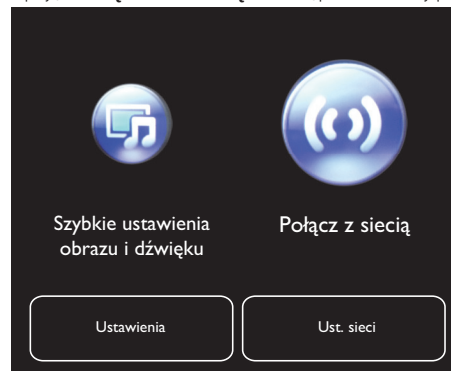 Szybkie ustawienia
obrazu i dźwięku
Połącz z siecią
Ustawienia
Ust. sieci